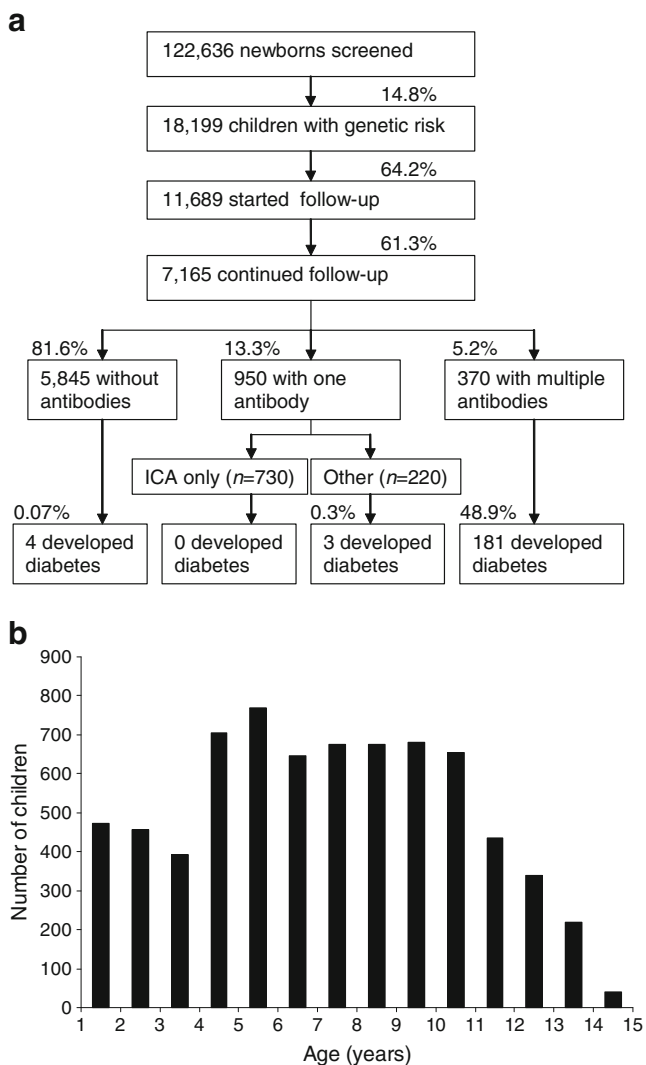 a
122,636 newborns screened
14.8%
18,199 children with genetic risk
64.2%
11,689 started follow-up
61.3%
7,165 continued follow-up
81.6% 13.3% 5.2%
5,845 without
antibodies
950 with one
antibody
370 with multiple
antibodies
ICA only (n=730)
Other (n=220)
0.07% 0.3% 48.9%
4 developed
diabetes
0 developed
diabetes
3 developed
diabetes
181 developed
diabetes
b
900
800
700
600
500
400
300
200
100
0
Number of children
1 2 3 4 5 6 7 8 9 10 11 12 13 14 15
Age (years)